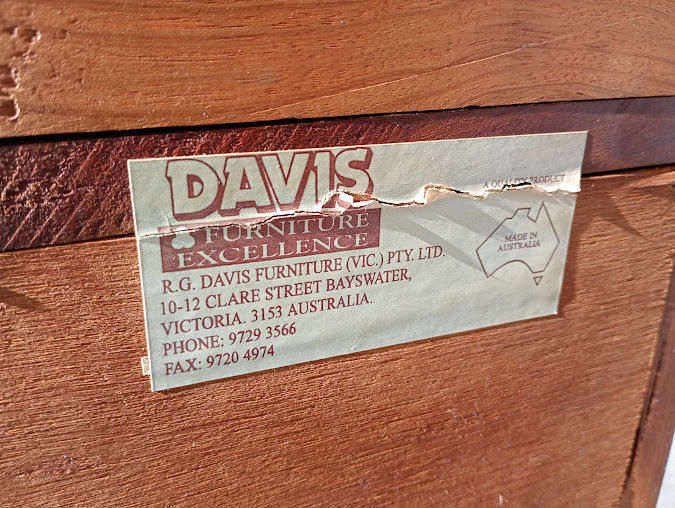 DAVIS
FURNITURE
EXCELLENCE
R.G. DAVIS FURNITURE (VIC.) PTY. LTD.
10-12 CLARE STREET BAYSWATER,
VICTORIA. 3153 AUSTRALIA.
PHONE: 9729 3566
FAX: 9720 4974
A QUALITY PRODUCT
MADE IN
AUSTRALIA